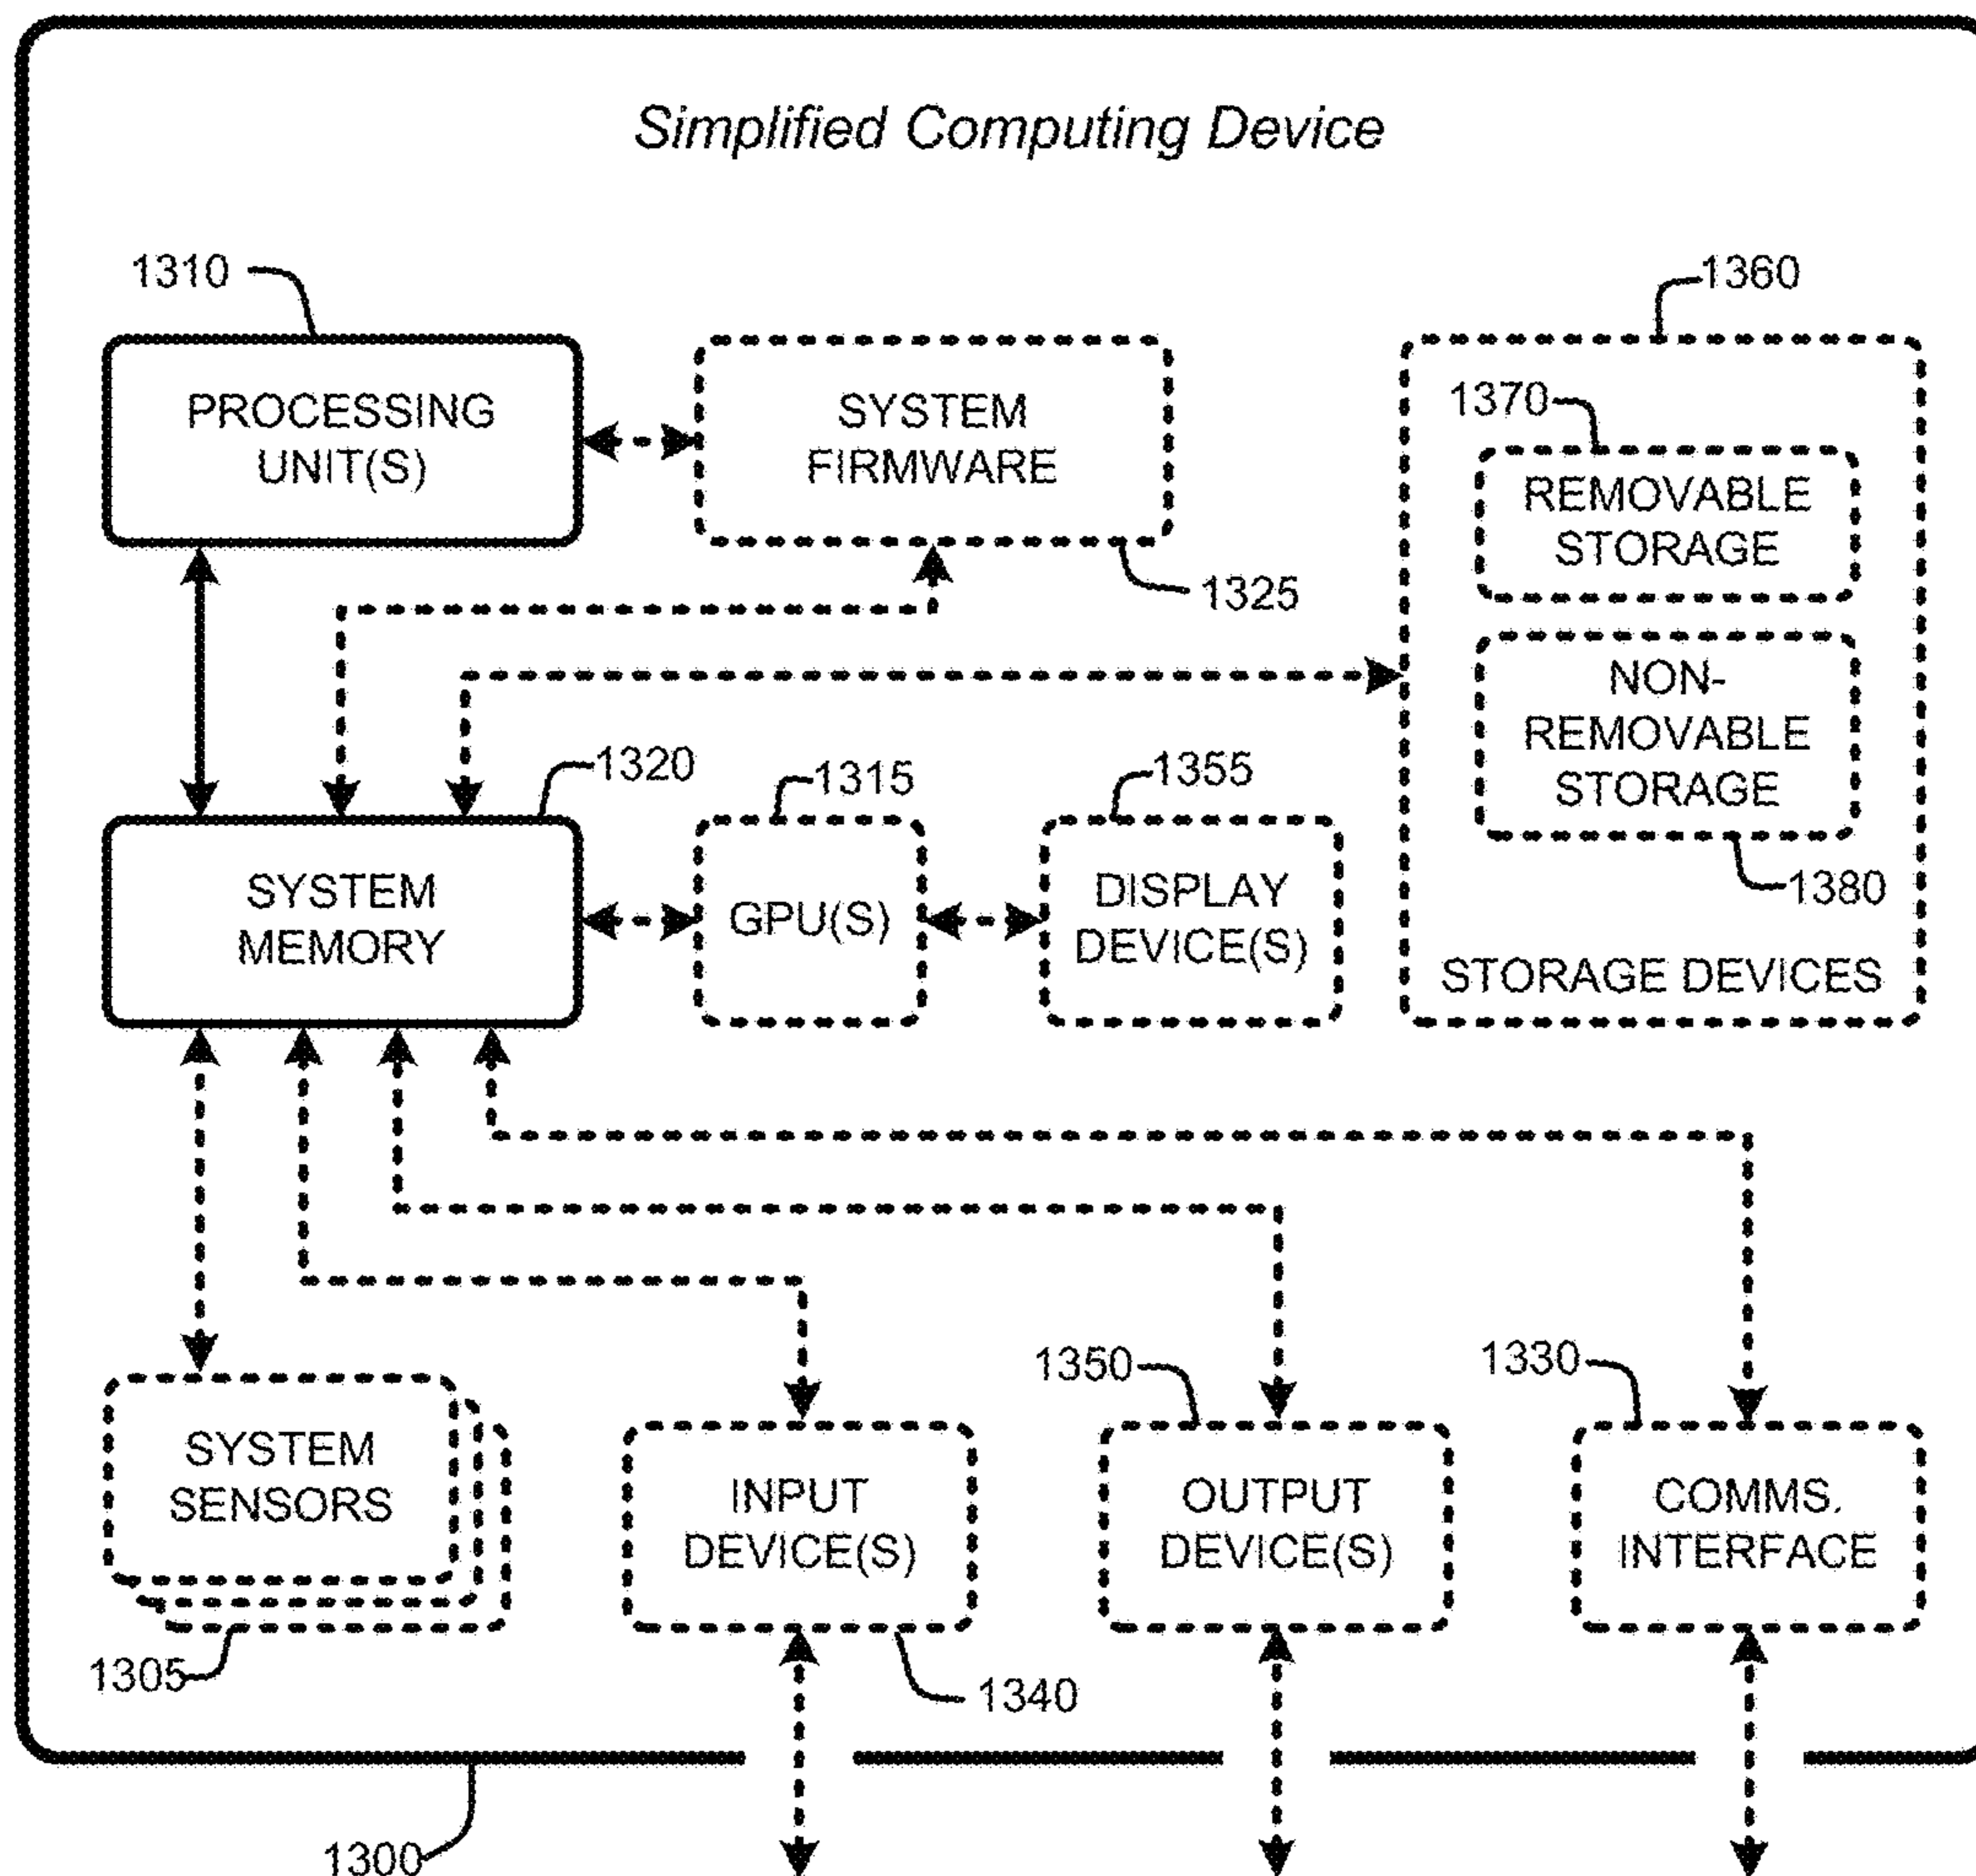 Simplified Computing Device
1310
1360
PROCESSING
UNIT(S)
SYSTEM
FIRMWARE
1370
REMOVABLE
STORAGE
1325
NON-
REMOVABLE
STORAGE
1320
1315
1355
1380
SYSTEM
MEMORY
GPU(S)
DISPLAY
DEVICE(S)
STORAGE DEVICES
1350
1330
SYSTEM
SENSORS
INPUT
DEVICE(S)
OUTPUT
DEVICE(S)
COMMS.
INTERFACE
1305
1340
1300